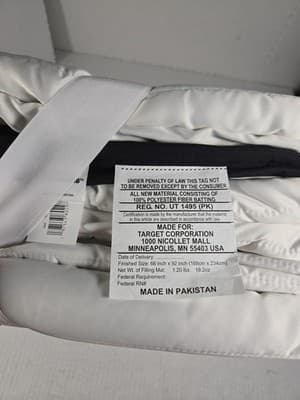 UNDER PENALTY OF LAW THIS TAG NOT
TO BE REMOVED EXCEPT BY THE CONSUMER
ALL NEW MATERIAL CONSISTING OF
100% POLYESTER FIBER BATTING
REG. NO. UT 1495 (PK)
Certification is made by the manufacturer that the material
in this article are described in accordance with law.
MADE FOR:
TARGET CORPORATION
1000 NICOLLET MALL
MINNEAPOLIS, MN 55403 USA
Date of Delivery:
Finished Size: 66 inch x 92 inch (168cm x 234cm)
Net Wt. of Filling Mat: 1.20 lbs. 19.2oz
Federal Requirement:
Federal RN#
MADE IN PAKISTAN